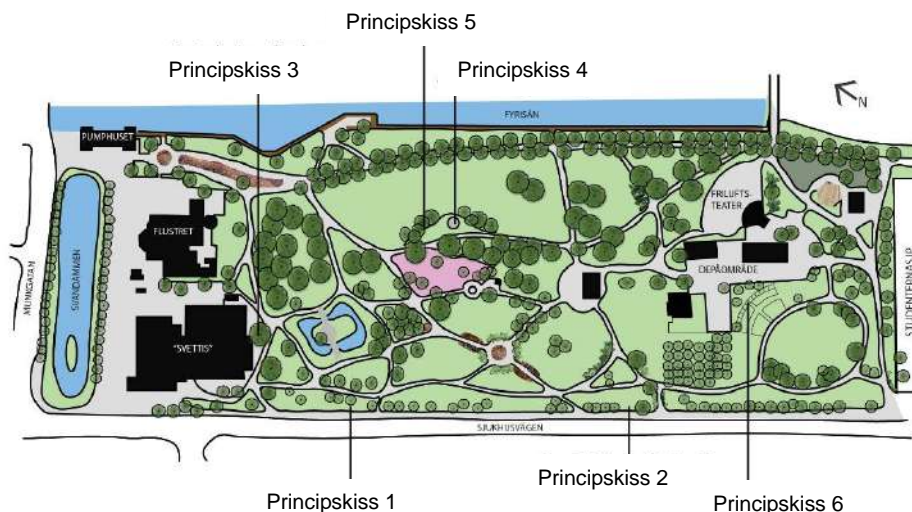 Principskiss 5
Principskiss 3
Principskiss 4
N
FYRISÅN
PUMPHUSET
FRILUFTS-
TEATER
FLUSTRET
DEPÅOMRÅDE
MUNKGATAN
SVANDAMMEN
STUDENTERNAS IP
"SVETTIS"
SJUKHUSVÄGEN
Principskiss 2
Principskiss 1
Principskiss 6